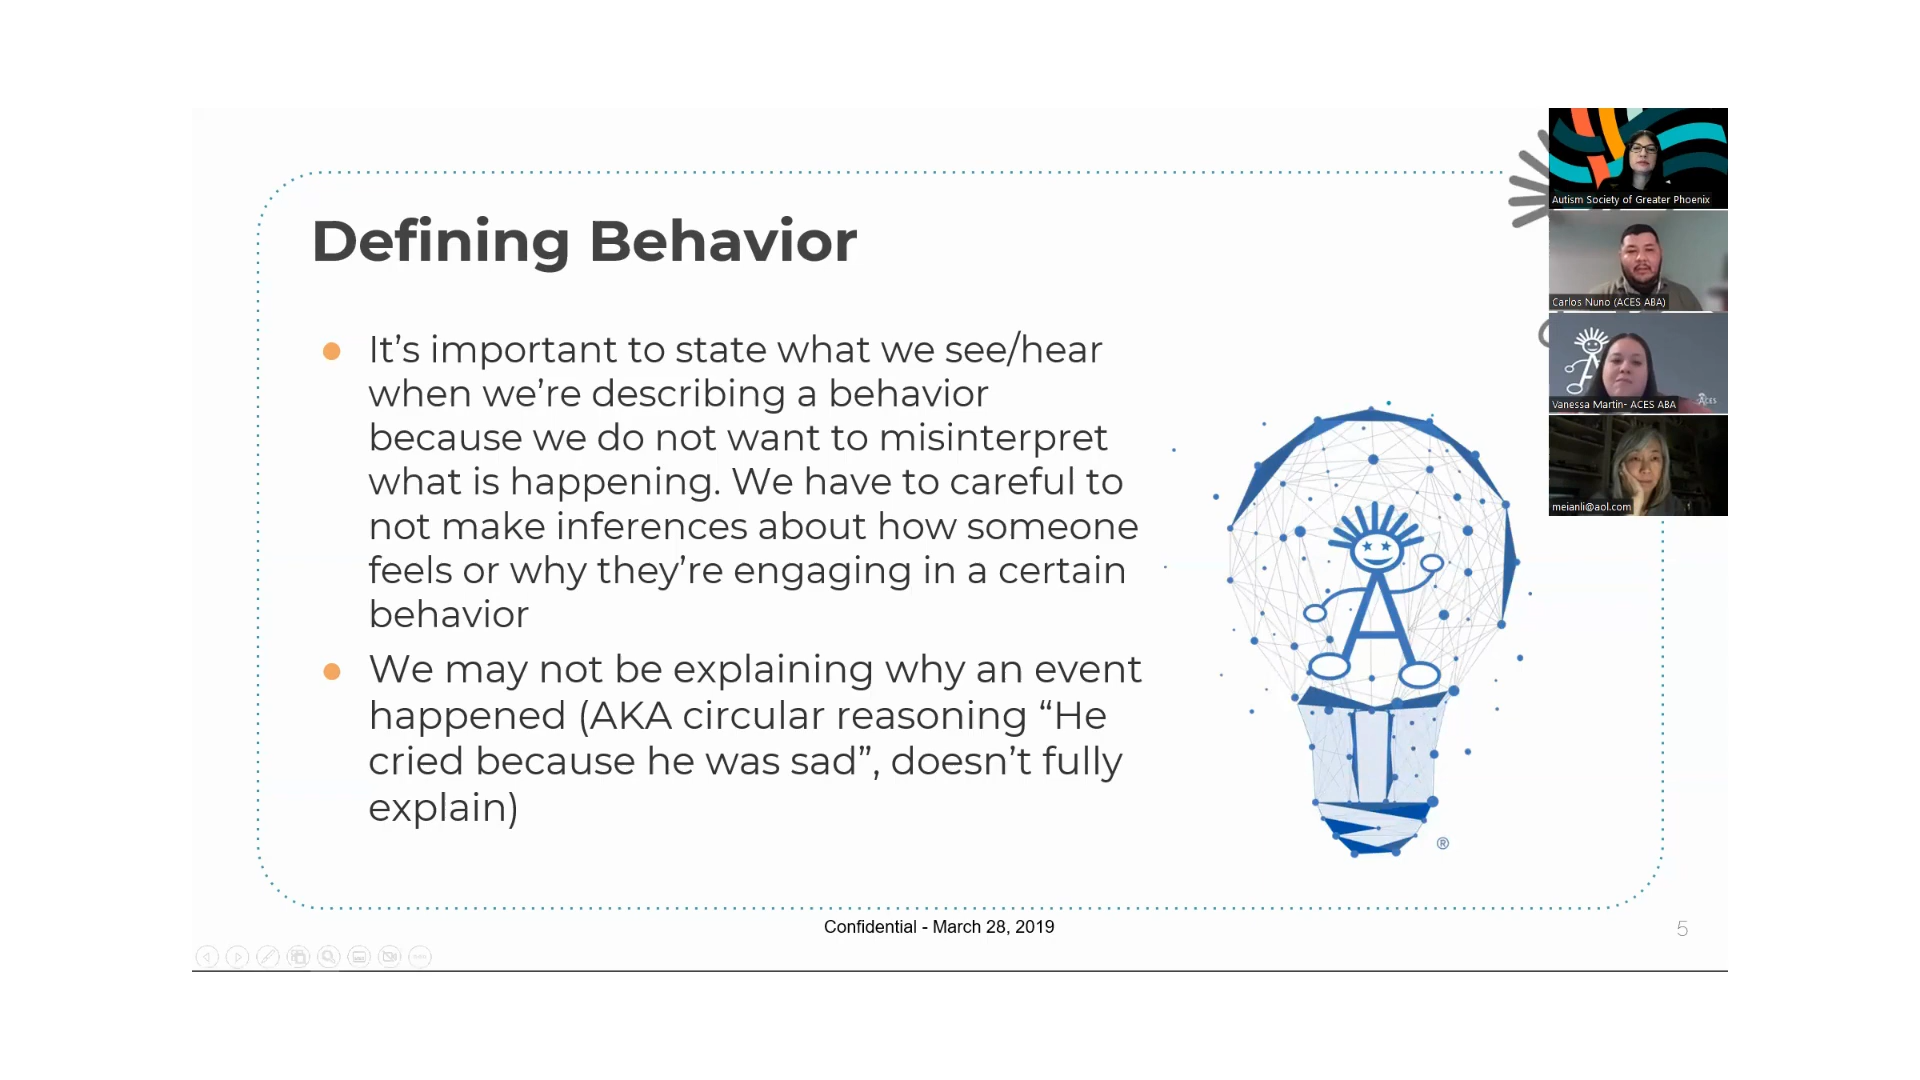 Defining Behavior
It’s important to state what we see/hear
when we’re describing a behavior
because we do not want to misinterpret
what is happening. We have to careful to
not make inferences about how someone
feels or why they’re engaging in a certain
behavior
We may not be explaining why an event
happened (AKA circular reasoning “He
cried because he was sad”, doesn’t fully
explain)
®
Confidential - March 28, 2019
5
Autism Society of Greater Phoenix
Carlos Nuno (ACES ABA)
ACES
Vanessa Martin- ACES ABA
meianli@aol.com